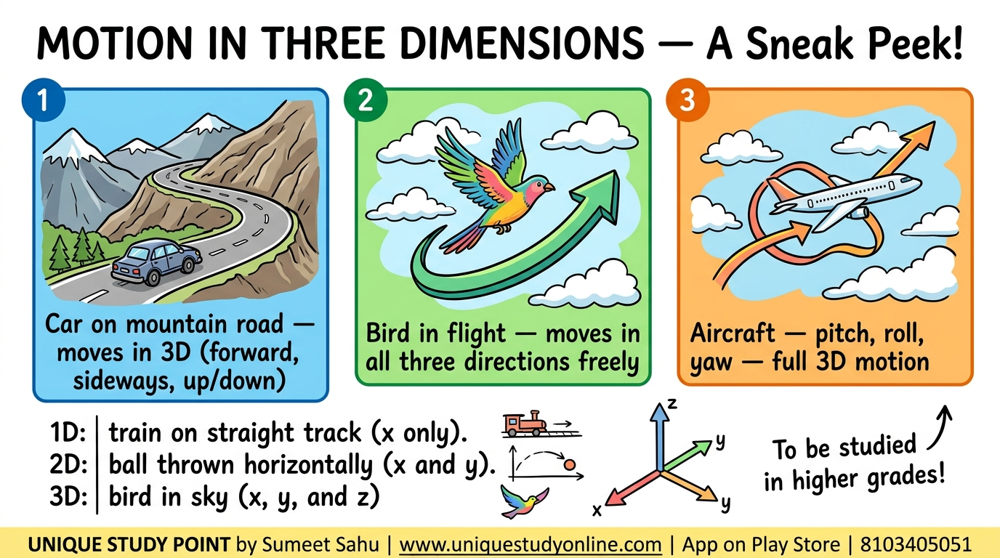 MOTION IN THREE DIMENSIONS — A Sneak Peek!
1
Car on mountain road —
moves in 3D (forward,
sideways, up/down)
2
Bird in flight — moves in
all three directions freely
3
Aircraft — pitch, roll,
yaw — full 3D motion
1D: train on straight track (x only).
2D: ball thrown horizontally (x and y).
3D: bird in sky (x, y, and z)
z
y
x
y
To be studied
in higher grades!
UNIQUE STUDY POINT by Sumeet Sahu | www.uniquestudyonline.com | App on Play Store | 8103405051